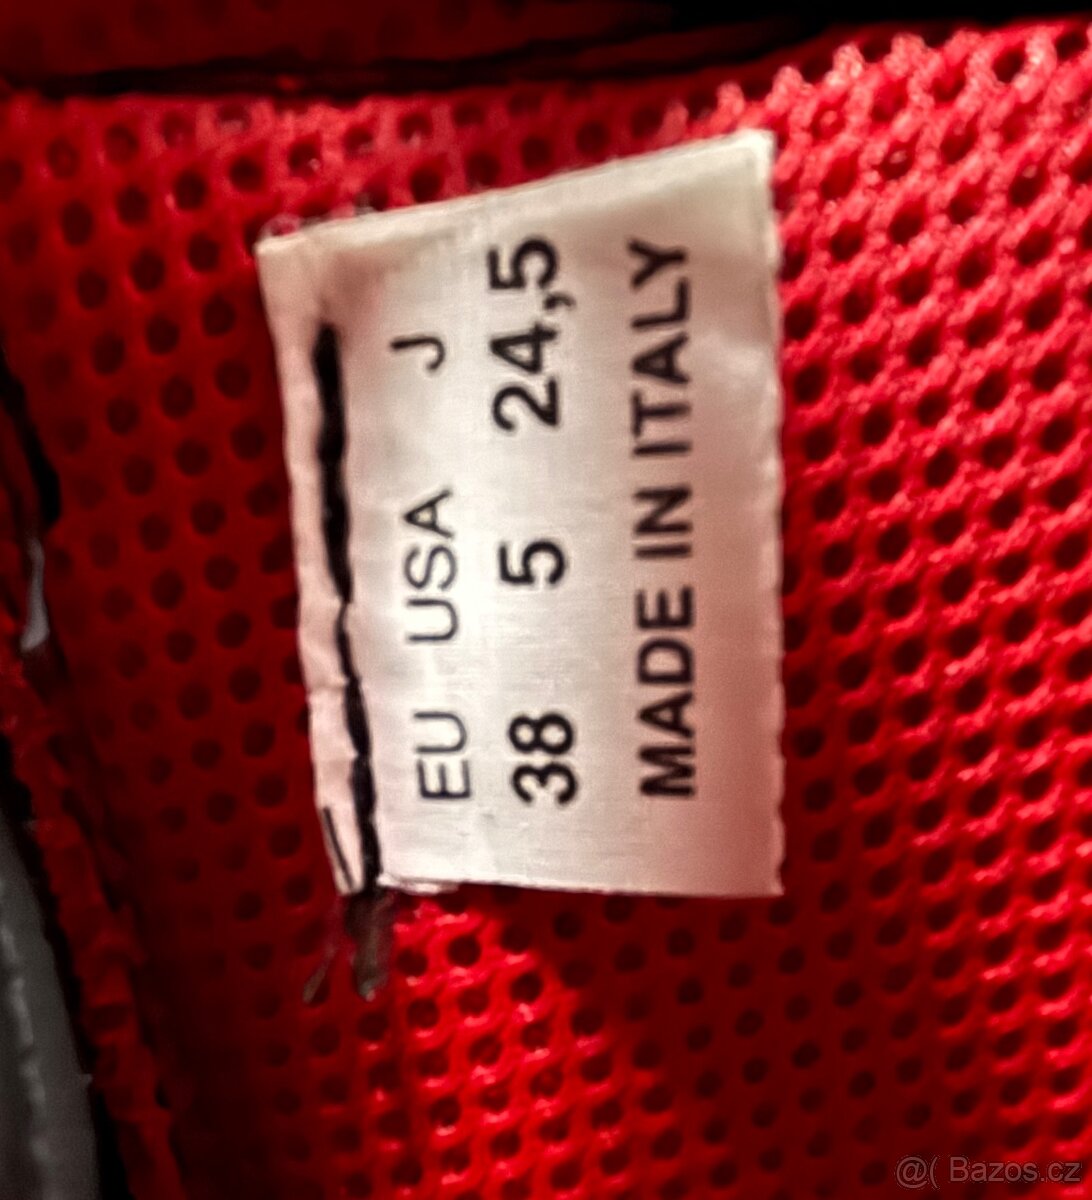 EU USA J
38 5 24,5
MADE IN ITALY
@( Bazos.cz